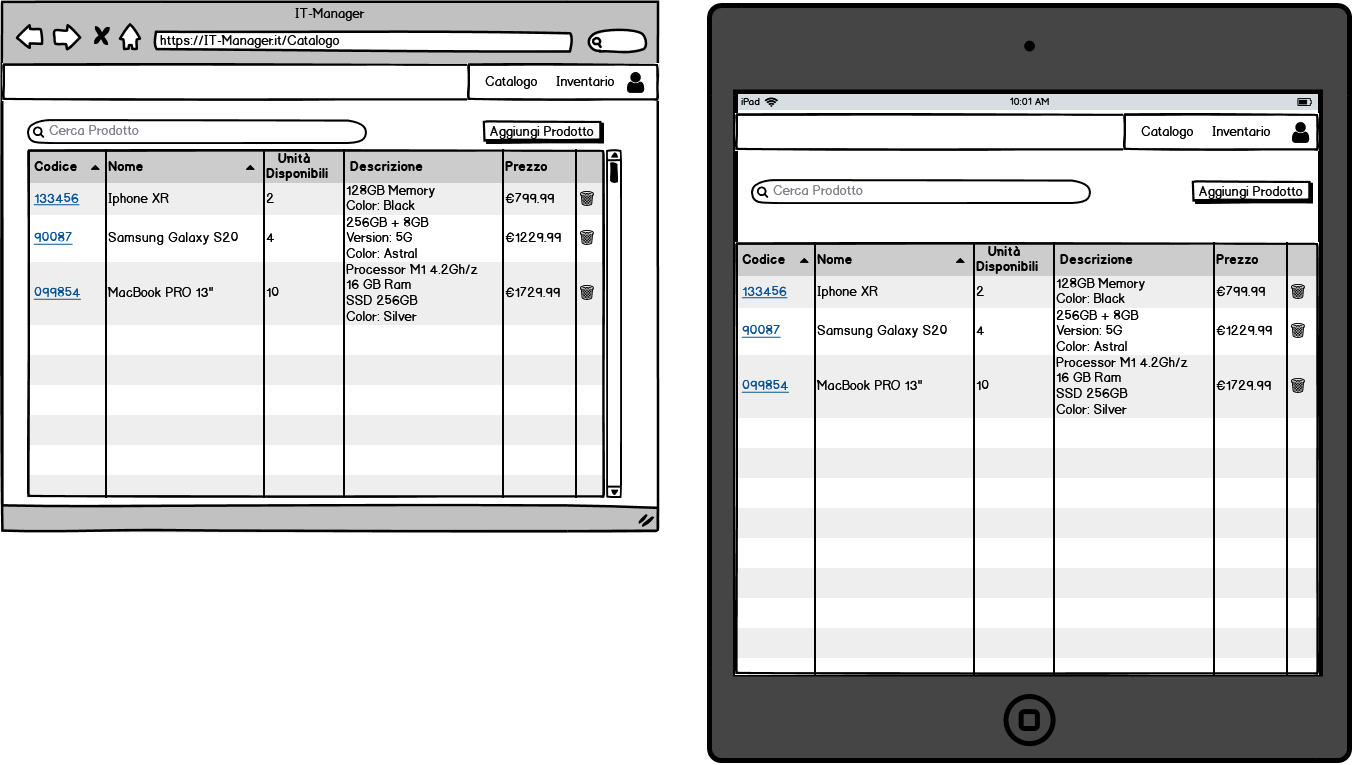 IT-Manager
https://IT-Manager.it/Catalogo
Catalogo Inventario
Cerca Prodotto Aggiungi Prodotto
Codice Nome Unità Disponibili Descrizione Prezzo
133456 Iphone XR 2 128GB Memory €799.99
Color: Black
256GB + 8GB
90087 Samsung Galaxy S20 4 Version: 5G €1229.99
Color: Astral
Processor M1 4.2Gh/z
099854 MacBook PRO 13" 10 16 GB Ram €1729.99
SSD 256GB
Color: Silver
iPad 10:01 AM
Catalogo Inventario
Cerca Prodotto Aggiungi Prodotto
Codice Nome Unità Disponibili Descrizione Prezzo
133456 Iphone XR 2 128GB Memory €799.99
Color: Black
256GB + 8GB
90087 Samsung Galaxy S20 4 Version: 5G €1229.99
Color: Astral
Processor M1 4.2Gh/z
099854 MacBook PRO 13" 10 16 GB Ram €1729.99
SSD 256GB
Color: Silver